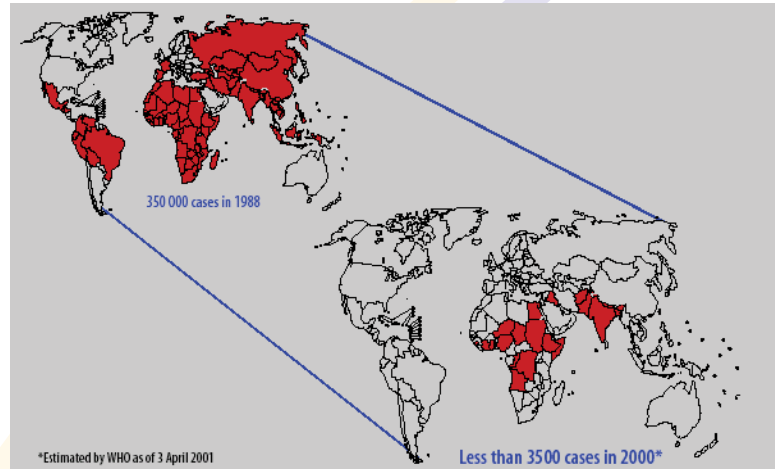 350 000 cases in 1988
*Estimated by WHO as of 3 April 2001
Less than 3500 cases in 2000*